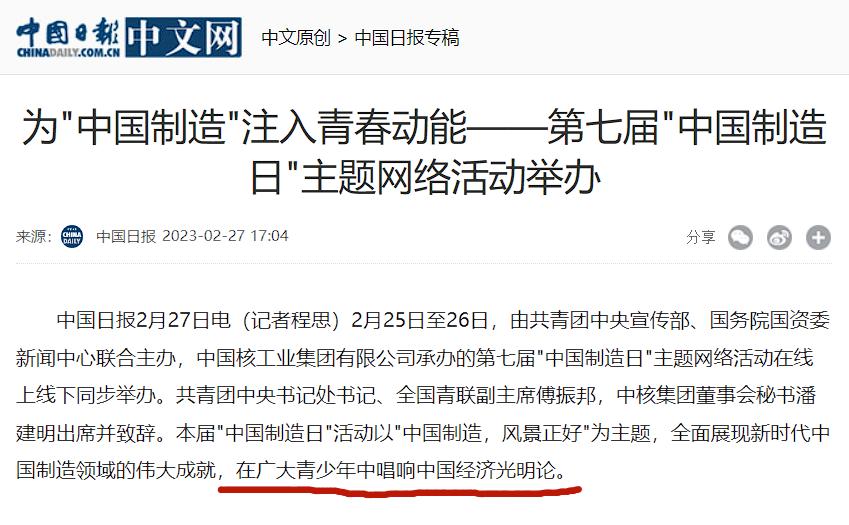 中国日报 中文网 中文原创 > 中国日报专稿
CHINADAILY.COM.CN
为"中国制造"注入青春动能——第七届"中国制造
日"主题网络活动举办
来源： CHINA DAILY 中国日报 2023-02-27 17:04 分享
中国日报2月27日电（记者程思）2月25日至26日，由共青团中央宣传部、国务院国资委
新闻中心联合主办，中国核工业集团有限公司承办的第七届"中国制造日"主题网络活动在线
上线下同步举办。共青团中央书记处书记、全国青联副主席傅振邦，中核集团董事会秘书潘
建明出席并致辞。本届"中国制造日"活动以"中国制造，风景正好"为主题，全面展现新时代中
国制造领域的伟大成就，在广大青少年中唱响中国经济光明论。